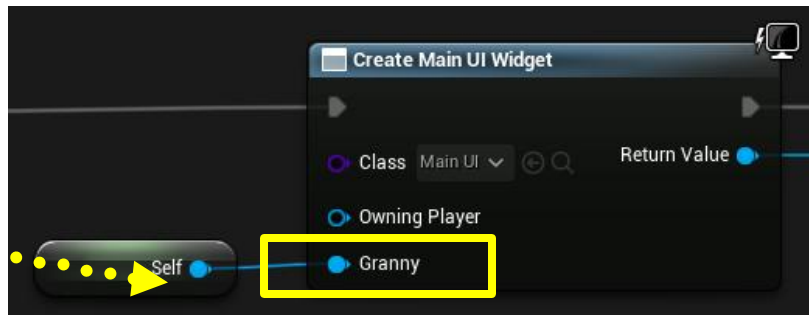 Create Main UI Widget
Class Main UI
Return Value
Owning Player
Self
Granny